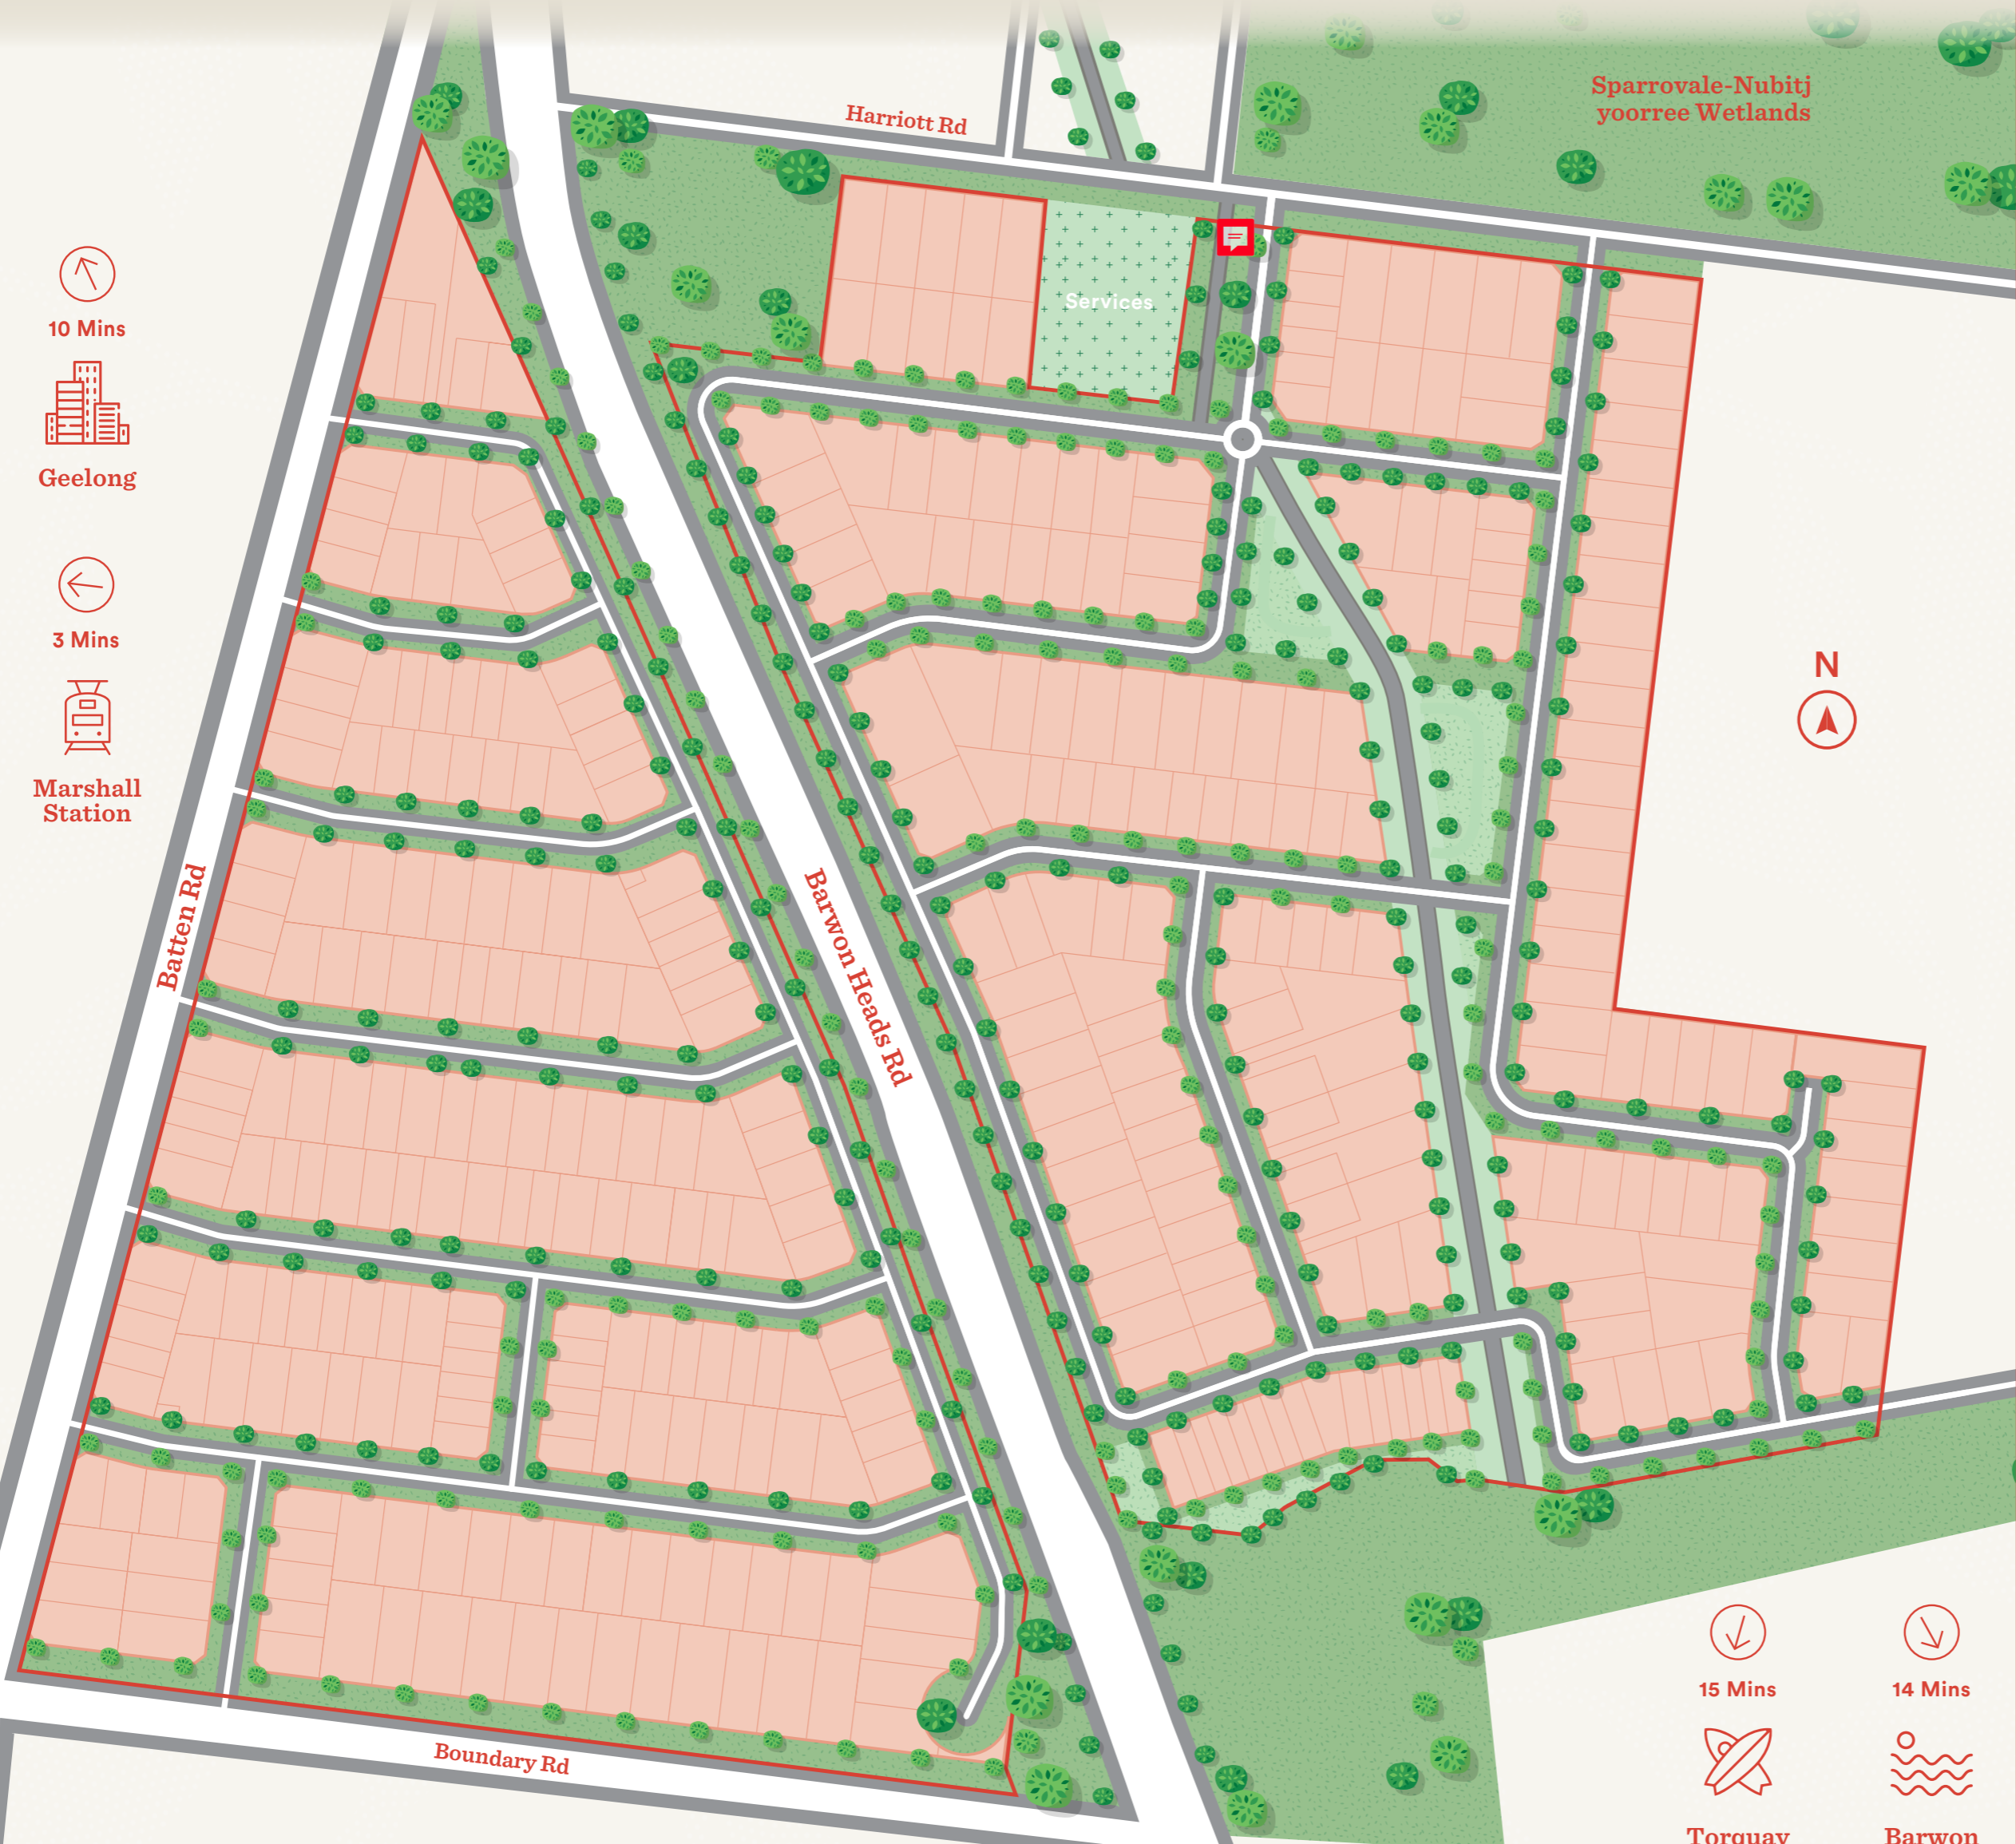 Sparrovale-Nubitj
yoorree Wetlands
Harriott Rd
Services
10 Mins
Geelong
3 Mins
Marshall
Station
N
Batten Rd
Barwon Heads Rd
Boundary Rd
15 Mins
14 Mins
Torquay
Barwon